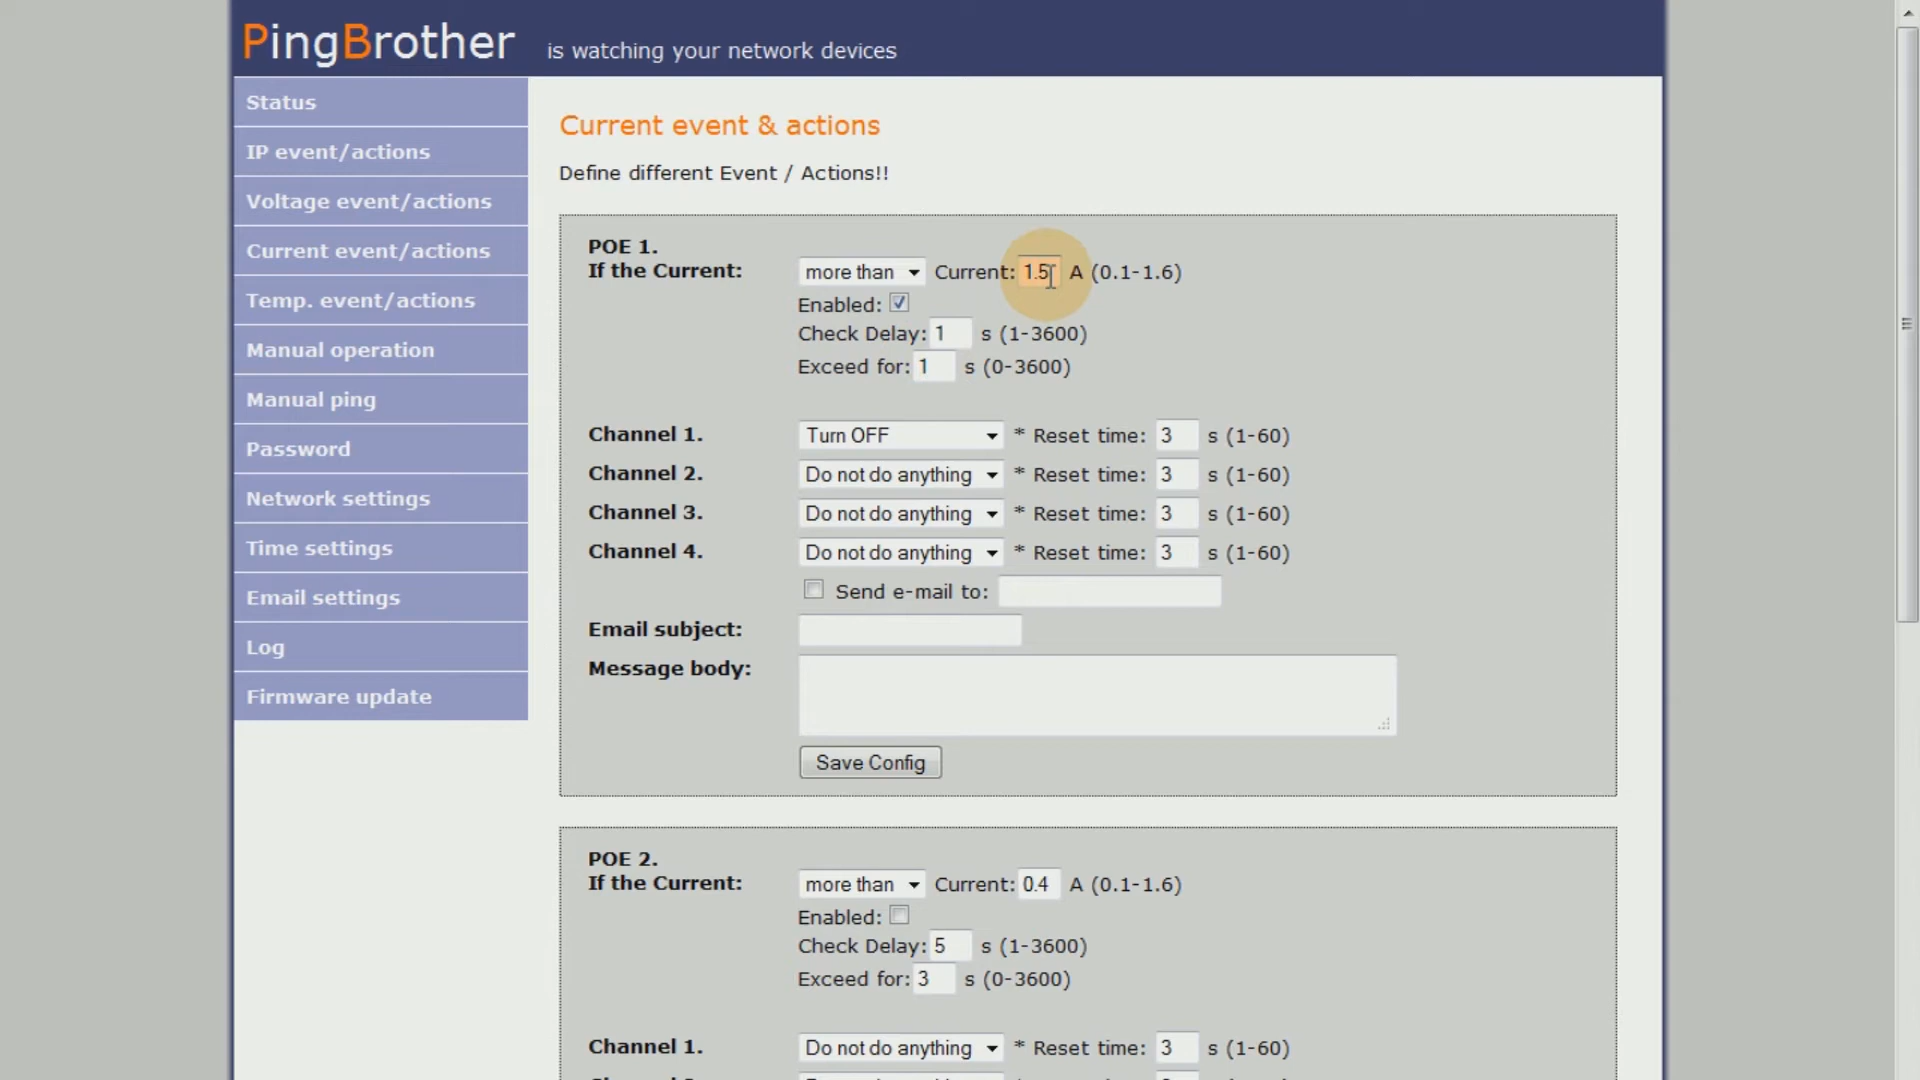 PingBrother is watching your network devices
Status
IP event/actions
Voltage event/actions
Current event/actions
Temp. event/actions
Manual operation
Manual ping
Password
Network settings
Time settings
Email settings
Log
Firmware update
Current event & actions
Define different Event / Actions!!
POE 1.
If the Current: more than Current: 1.5 A (0.1-1.6)
Enabled:
Check Delay: 1 s (1-3600)
Exceed for: 1 s (0-3600)
Channel 1. Turn OFF * Reset time: 3 s (1-60)
Channel 2. Do not do anything * Reset time: 3 s (1-60)
Channel 3. Do not do anything * Reset time: 3 s (1-60)
Channel 4. Do not do anything * Reset time: 3 s (1-60)
Send e-mail to:
Email subject:
Message body:
Save Config
POE 2.
If the Current: more than Current: 0.4 A (0.1-1.6)
Enabled:
Check Delay: 5 s (1-3600)
Exceed for: 3 s (0-3600)
Channel 1. Do not do anything * Reset time: 3 s (1-60)